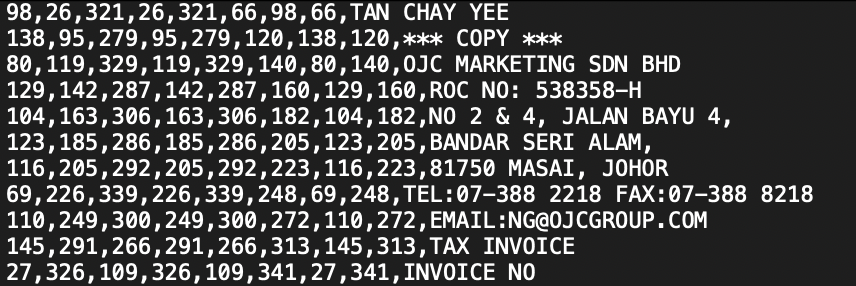 98,26,321,26,321,66,98,66,TAN CHAY YEE
138,95,279,95,279,120,138,120,*** COPY ***
80,119,329,119,329,140,80,140,OJC MARKETING SDN BHD
129,142,287,142,287,160,129,160,ROC NO: 538358-H
104,163,306,163,306,182,104,182,NO 2 & 4, JALAN BAYU 4,
123,185,286,185,286,205,123,205,BANDAR SERI ALAM,
116,205,292,205,292,223,116,223,81750 MASAI, JOHOR
69,226,339,226,339,248,69,248,TEL:07-388 2218 FAX:07-388 8218
110,249,300,249,300,272,110,272,EMAIL:NG@OJCGROUP.COM
145,291,266,291,266,313,145,313,TAX INVOICE
27,326,109,326,109,341,27,341,INVOICE NO